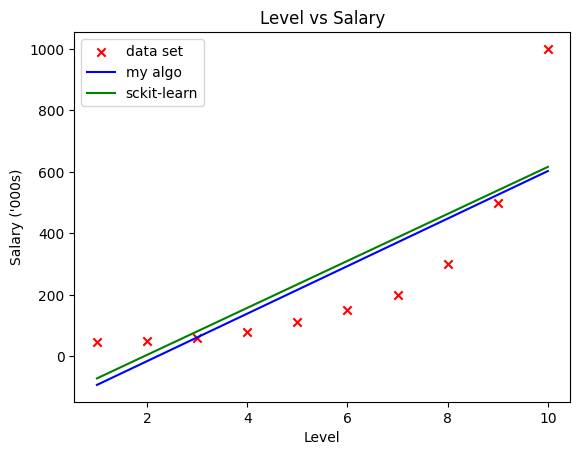 Level vs Salary
data set
my algo
sckit-learn
1000
800
600
400
200
0
Salary ('000s)
2
4
6
8
10
Level